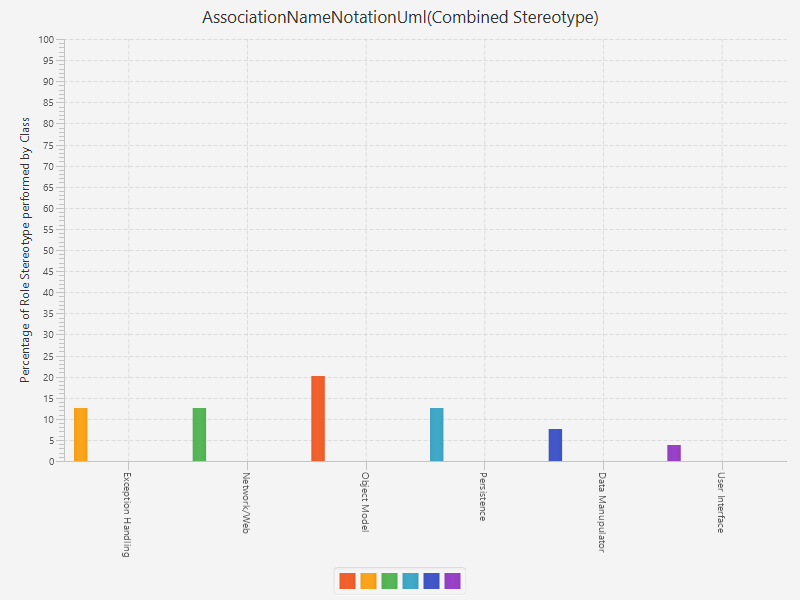 AssociationNameNotationUml(Combined Stereotype)
Percentage of Role Stereotype performed by Class
100
95
90
85
80
75
70
65
60
55
50
45
40
35
30
25
20
15
10
5
0
Exception Handling
Network/Web
Object Model
Persistence
Data Manupulator
User Interface